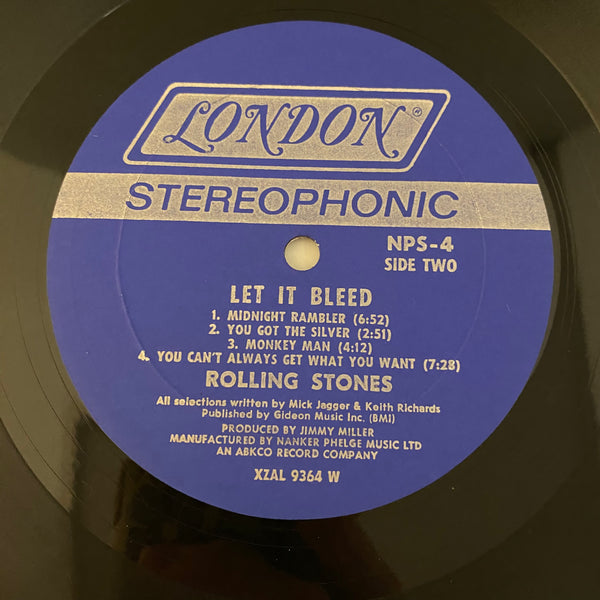 LONDON®
STEREOPHONIC
NPS-4
SIDE TWO
LET IT BLEED
1. MIDNIGHT RAMBLER (6:52)
2. YOU GOT THE SILVER (2:51)
3. MONKEY MAN (4:12)
4. YOU CAN'T ALWAYS GET WHAT YOU WANT (7:28)
ROLLING STONES
All selections written by Mick Jagger & Keith Richards
Published by Gideon Music Inc. (BMI)
PRODUCED BY JIMMY MILLER
MANUFACTURED BY NANKER PHELGE MUSIC LTD
AN ABKCO RECORD COMPANY
XZAL 9364 W